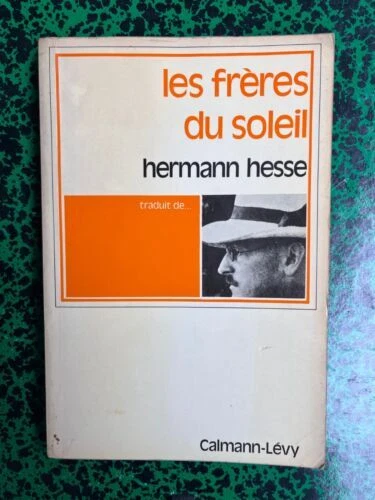 les frères
du soleil
hermann hesse
traduit de...
Calmann-Lévy